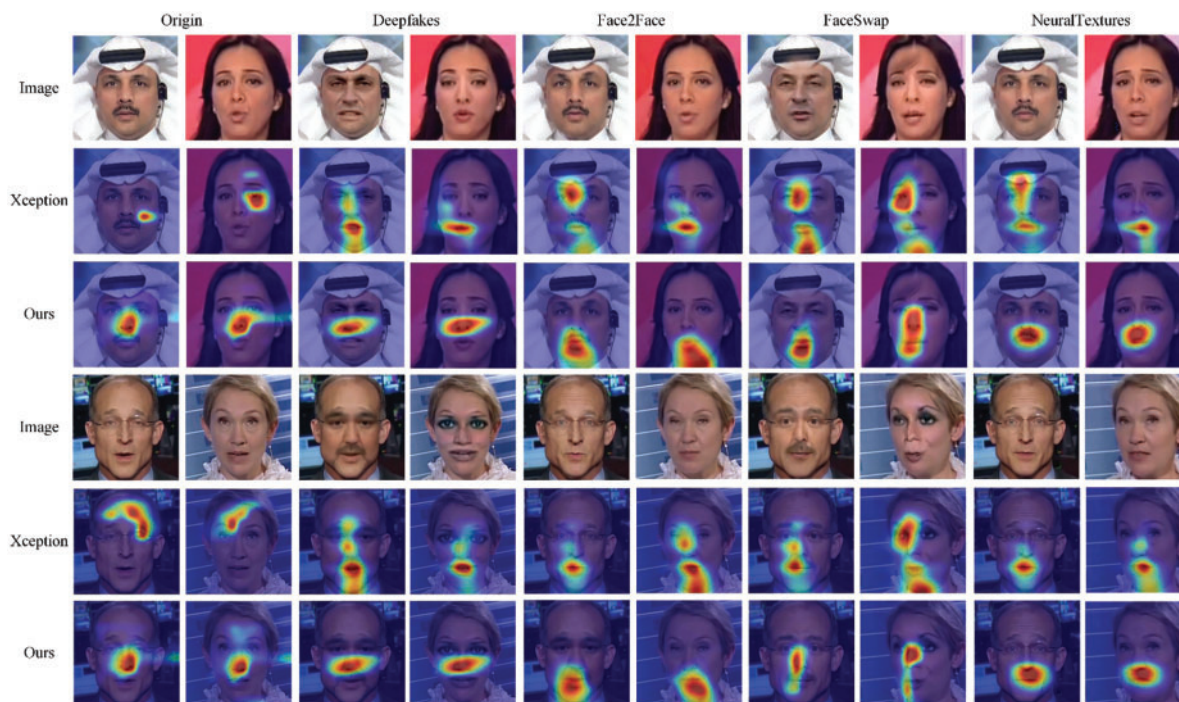 Origin Deepfakes Face2Face FaceSwap NeuralTextures
Image
Xception
Ours
Image
Xception
Ours